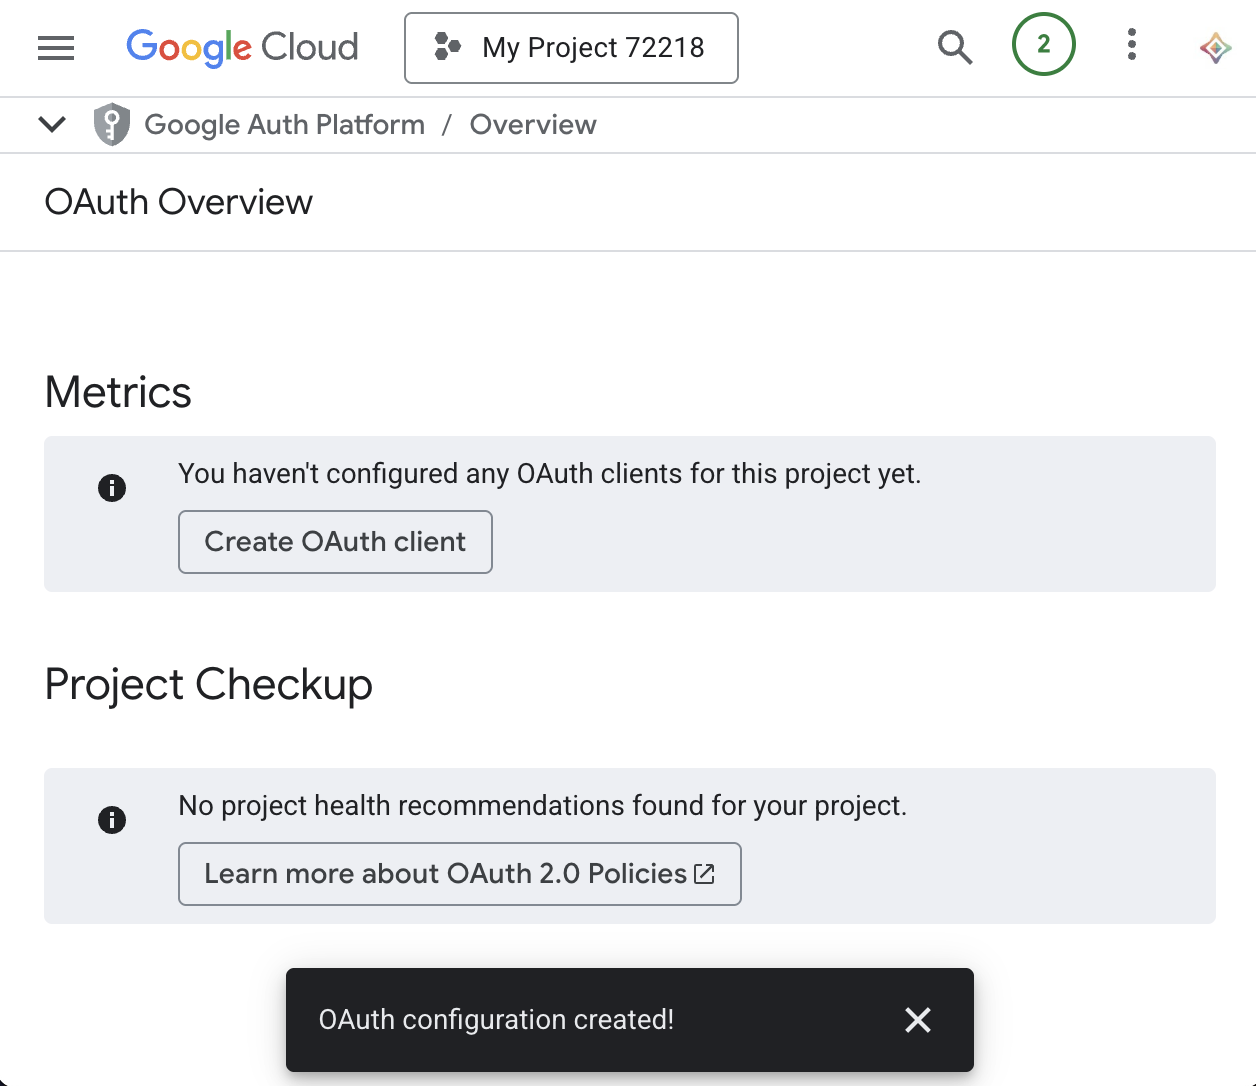 Google Cloud My Project 72218 2
Google Auth Platform / Overview
OAuth Overview
Metrics
You haven't configured any OAuth clients for this project yet.
Create OAuth client
Project Checkup
No project health recommendations found for your project.
Learn more about OAuth 2.0 Policies
OAuth configuration created!